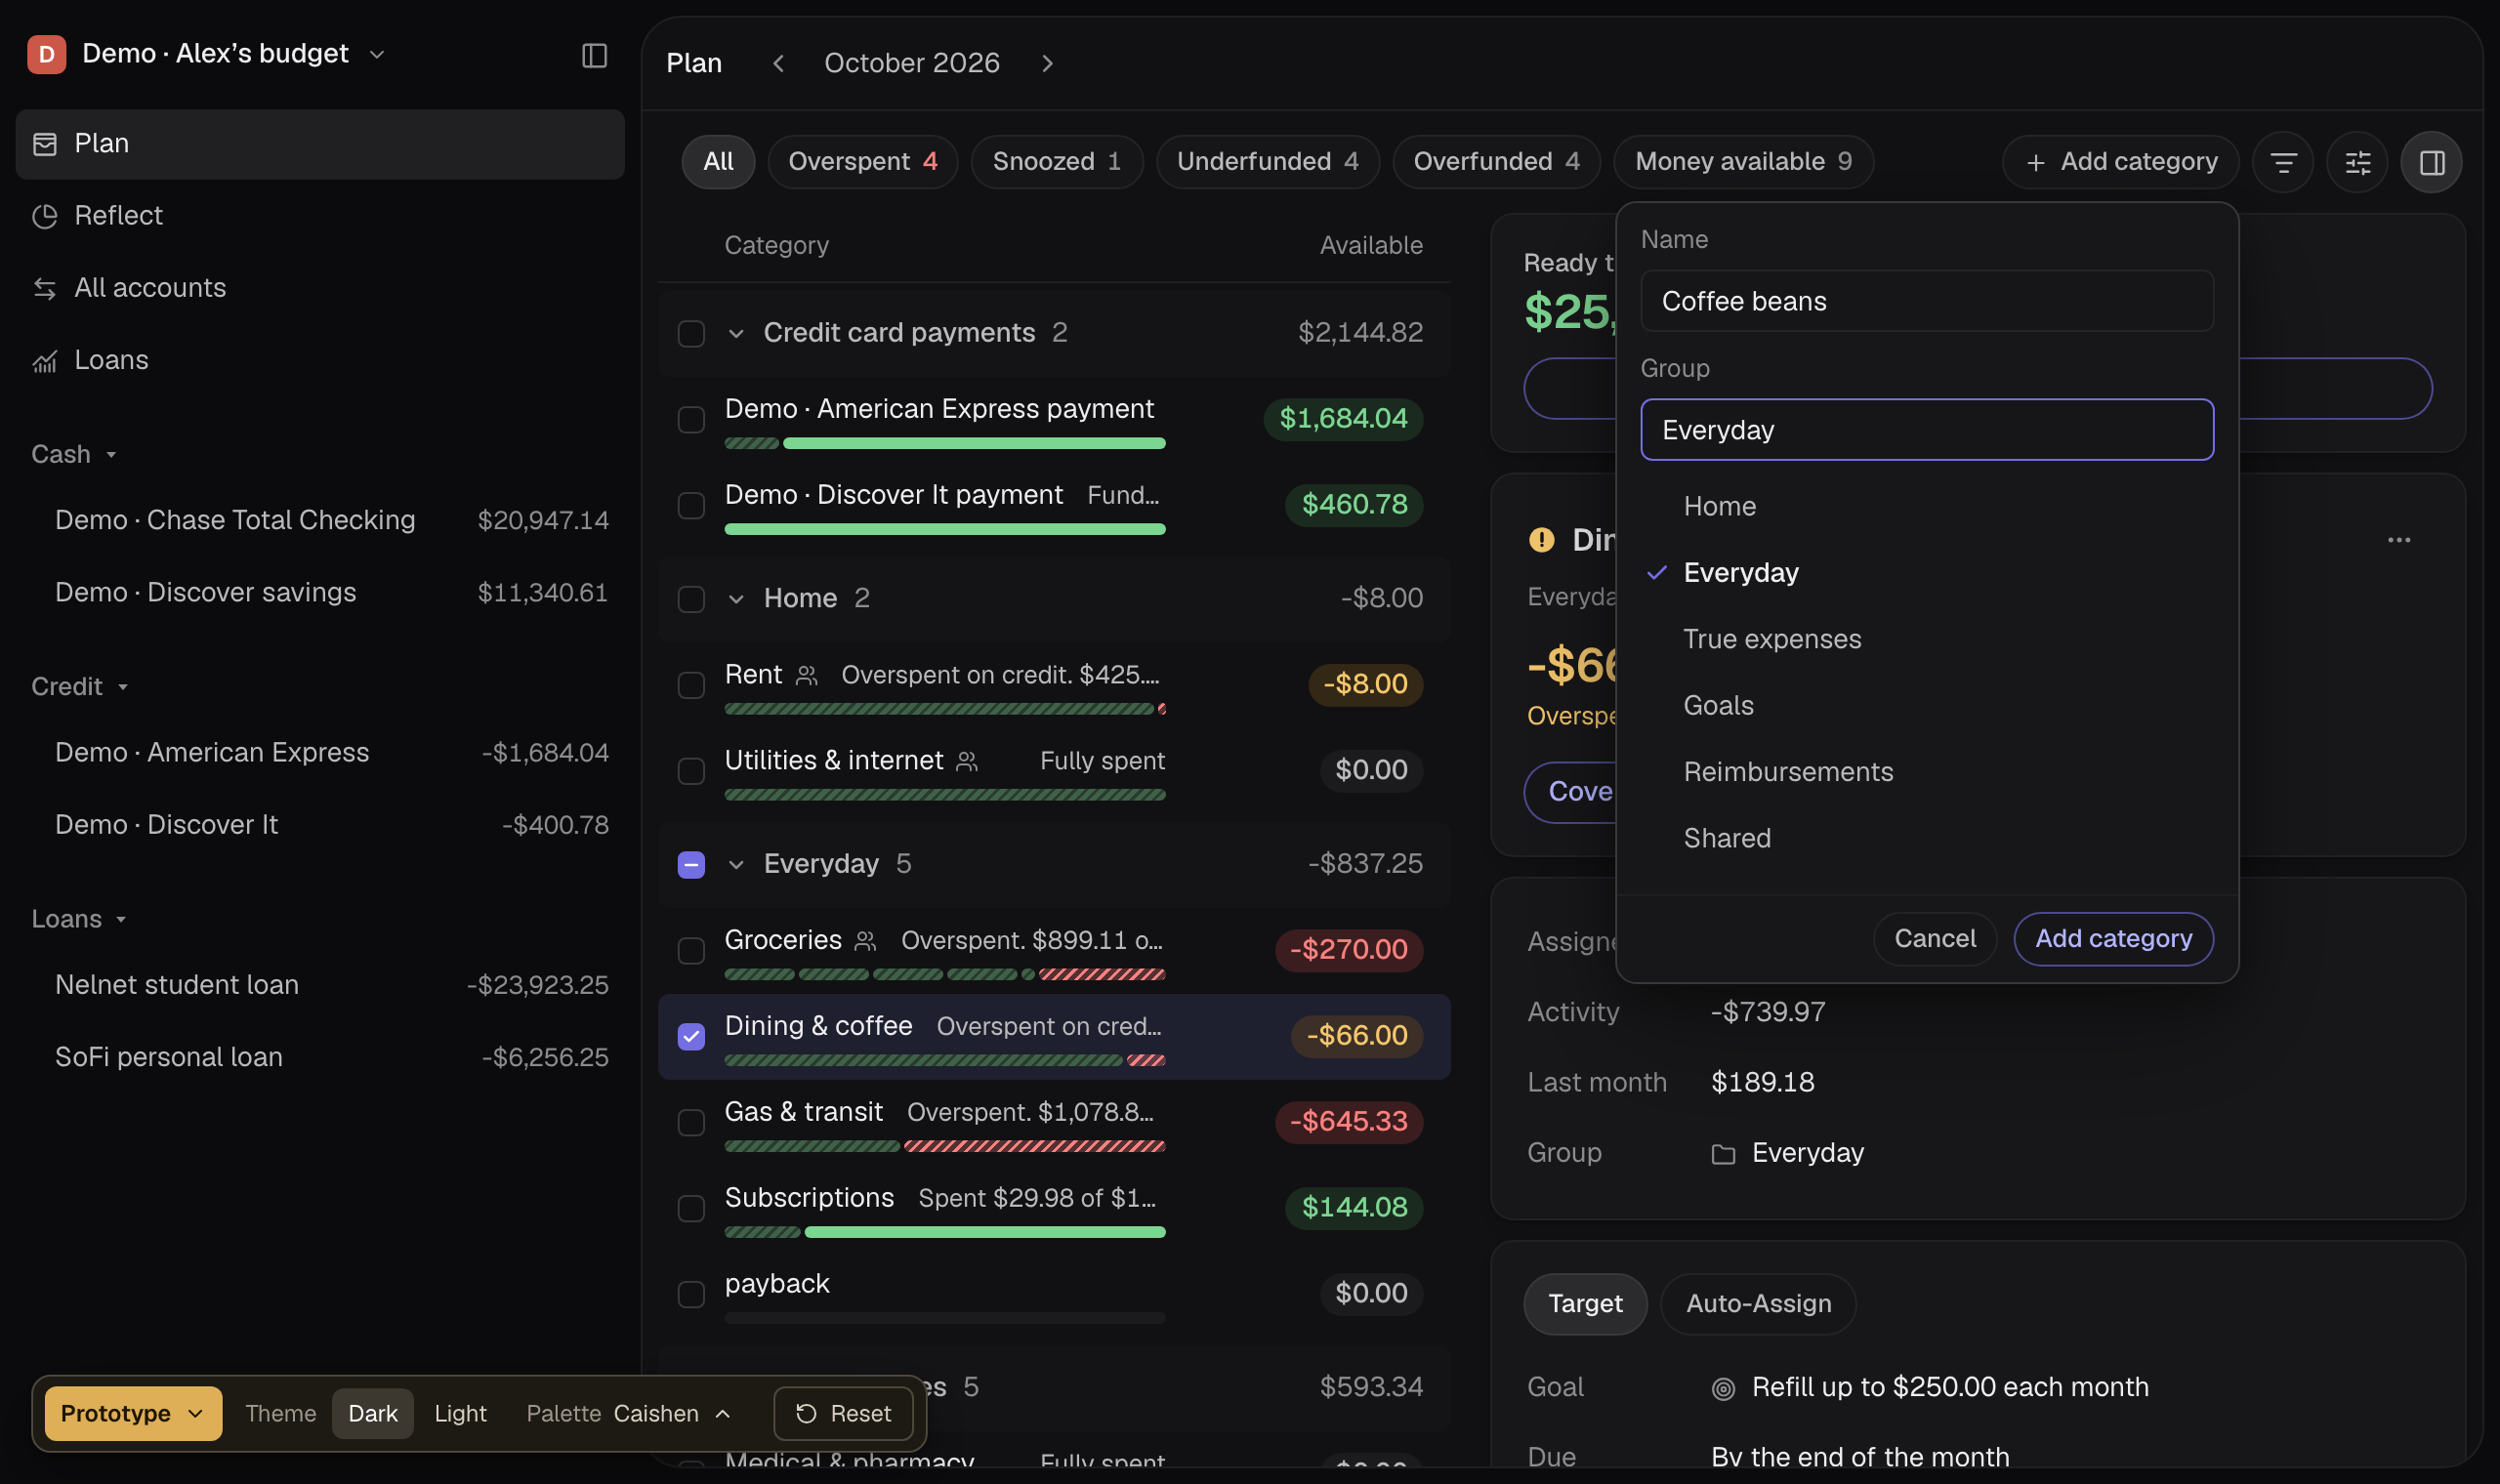 D Demo · Alex’s budget
Plan
Reflect
All accounts
Loans
Cash
Demo · Chase Total Checking $20,947.14
Demo · Discover savings $11,340.61
Credit
Demo · American Express -$1,684.04
Demo · Discover It -$400.78
Loans
Nelnet student loan -$23,923.25
SoFi personal loan -$6,256.25
Plan October 2026
All Overspent 4 Snoozed 1 Underfunded 4 Overfunded 4 Money available 9 Add category
Category Available
Credit card payments 2 $2,144.82
Demo · American Express payment $1,684.04
Demo · Discover It payment Fund... $460.78
Home 2 -$8.00
Rent Overspent on credit. $425.... -$8.00
Utilities & internet Fully spent $0.00
Everyday 5 -$837.25
Groceries Overspent. $899.11 o... -$270.00
Dining & coffee Overspent on cred... -$66.00
Gas & transit Overspent. $1,078.8... -$645.33
Subscriptions Spent $29.98 of $1... $144.08
payback $0.00
5 $593.34
Medical & pharmacy Fully spent
Ready
$25,
Name
Coffee beans
Group
Everyday
Home
Everyday
True expenses
Goals
Reimbursements
Shared
Cancel Add category
Activity -$739.97
Last month $189.18
Group Everyday
Target Auto-Assign
Goal Refill up to $250.00 each month
Due By the end of the month
Prototype Theme Dark Light Palette Caishen Reset